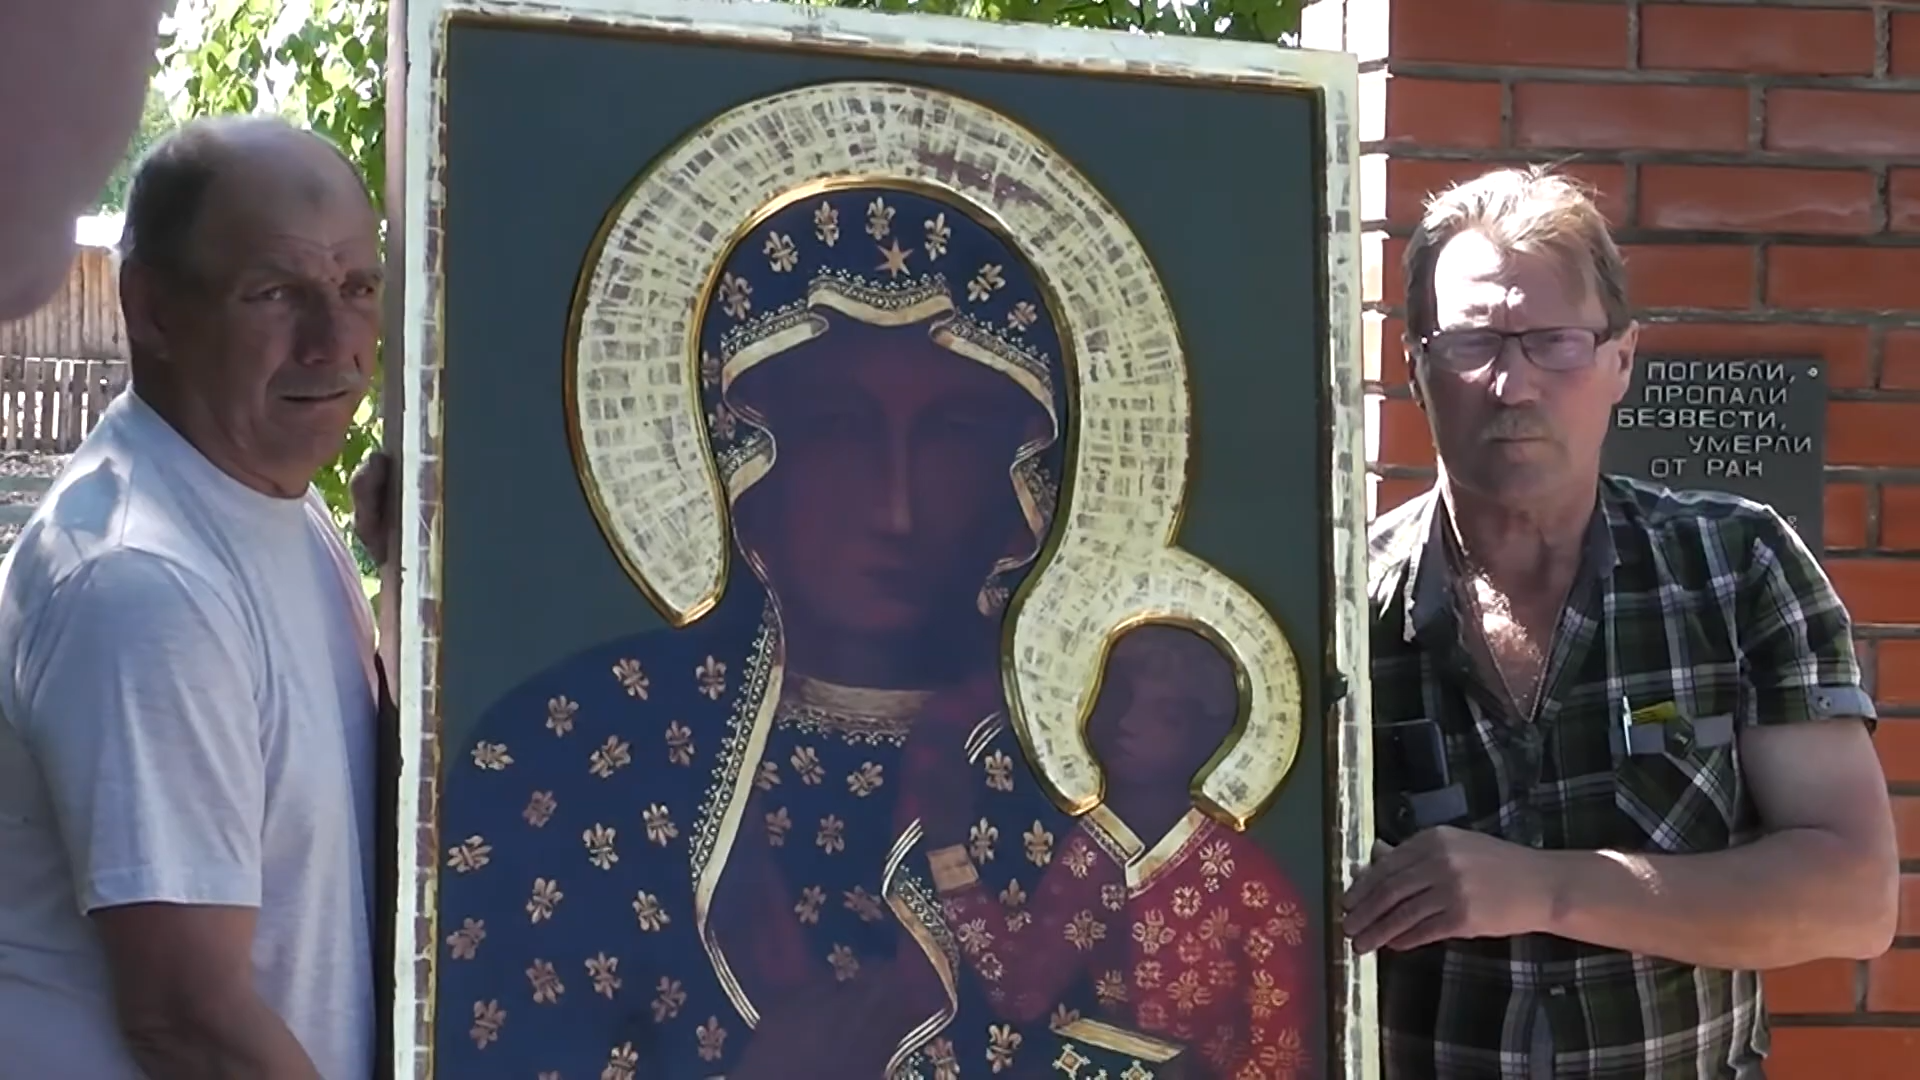 ПОГИБЛИ,
ПРОПАЛИ
БЕЗВЕСТИ,
УМЕРЛИ
ОТ РАН